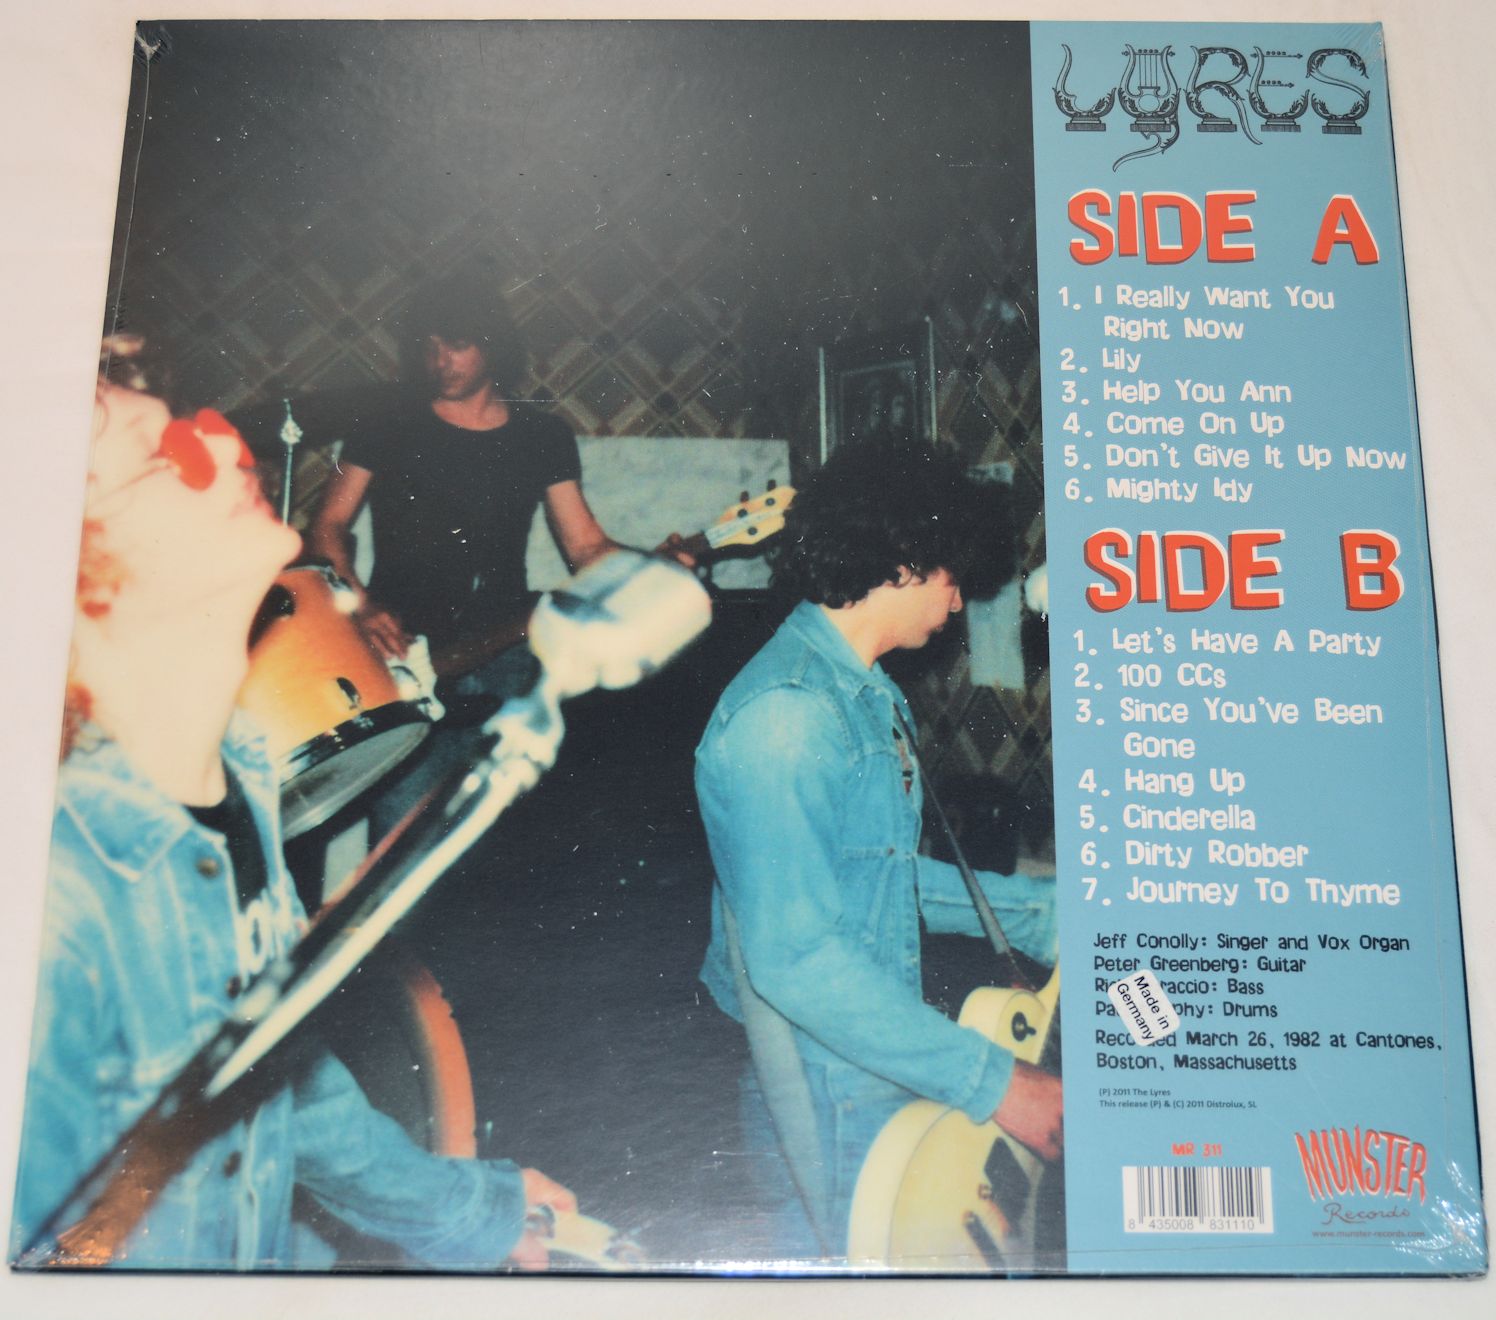 LYRES
SIDE A
1. I Really Want You
Right Now
2. Lily
3. Help You Ann
4. Come On Up
5. Don't Give It Up Now
6. Mighty Idy
SIDE B
1. Let's Have A Party
2. 100 CCs
3. Since You've Been
Gone
4. Hang Up
5. Cinderella
6. Dirty Robber
7. Journey To Thyme
Jeff Conolly: Singer and Vox Organ
Peter Greenberg: Guitar
: Bass
: Drums
March 26, 1982 at Cantones,
Boston, Massachusetts
Made in
Germany
(P) 2011 The Lyres
This release (P) & (C) 2011 Distrolux, SL
MR 311
8 435008 831110
MUNSTER
Records
www.munster-records.com